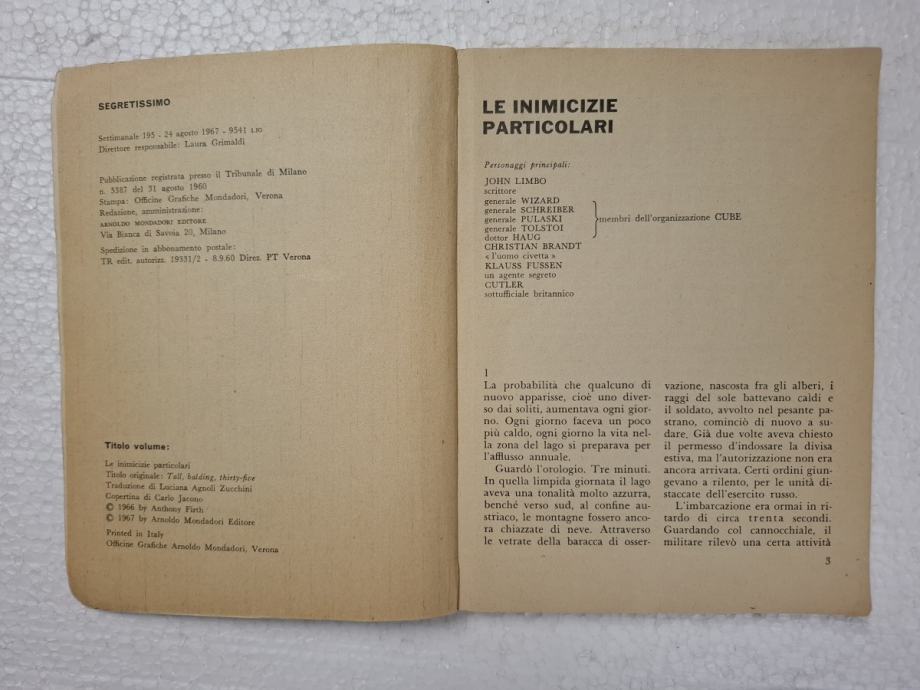 SEGRETISSIMO
Settimanale 195 - 24 agosto 1967 - 9541 LIO
Direttore responsabile: Laura Grimaldi
Pubblicazione registrata presso il Tribunale di Milano
n. 5387 del 31 agosto 1960
Stampa: Officine Grafiche Mondadori, Verona
Redazione, amministrazione:
ARNOLDO MONDADORI EDITORE
Via Bianca di Savoia 20, Milano
Spedizione in abbonamento postale:
TR edit. autorizz. 19331/2 - 8.9.60 Direz. PT Verona
Titolo volume:
Le inimicizie particolari
Titolo originale: Tall, balding, thirty-five
Traduzione di Luciana Agnoli Zucchini
Copertina di Carlo Jacono
© 1966 by Anthony Firth
© 1967 by Arnoldo Mondadori Editore
Printed in Italy
Officine Grafiche Arnoldo Mondadori, Verona
LE INIMICIZIE
PARTICOLARI
Personaggi principali:
JOHN LIMBO
scrittore
generale WIZARD
generale SCHREIBER
generale PULASKI
generale TOLSTOI
dottor HAUG
membri dell'organizzazione CUBE
CHRISTIAN BRANDT
« l'uomo civetta »
KLAUSS FUSSEN
un agente segreto
CUTLER
sottufficiale britannico
1
La probabilità che qualcuno di
nuovo apparisse, cioè uno diver-
so dai soliti, aumentava ogni gior-
no. Ogni giorno faceva un poco
più caldo, ogni giorno la vita nel-
la zona del lago si preparava per
l'afflusso annuale.
Guardò l'orologio. Tre minuti.
In quella limpida giornata il lago
aveva una tonalità molto azzurra,
benché verso sud, al confine au-
striaco, le montagne fossero anco-
ra chiazzate di neve. Attraverso
le vetrate della baracca di osser-
vazione, nascosta fra gli alberi, i
raggi del sole battevano caldi e
il soldato, avvolto nel pesante pa-
strano, cominciò di nuovo a su-
dare. Già due volte aveva chiesto
il permesso d'indossare la divisa
estiva, ma l'autorizzazione non era
ancora arrivata. Certi ordini giun-
gevano a rilento, per le unità di-
staccate dell'esercito russo.
L'imbarcazione era ormai in ri-
tardo di circa trenta secondi.
Guardando col cannocchiale, il
militare rilevò una certa attività
3